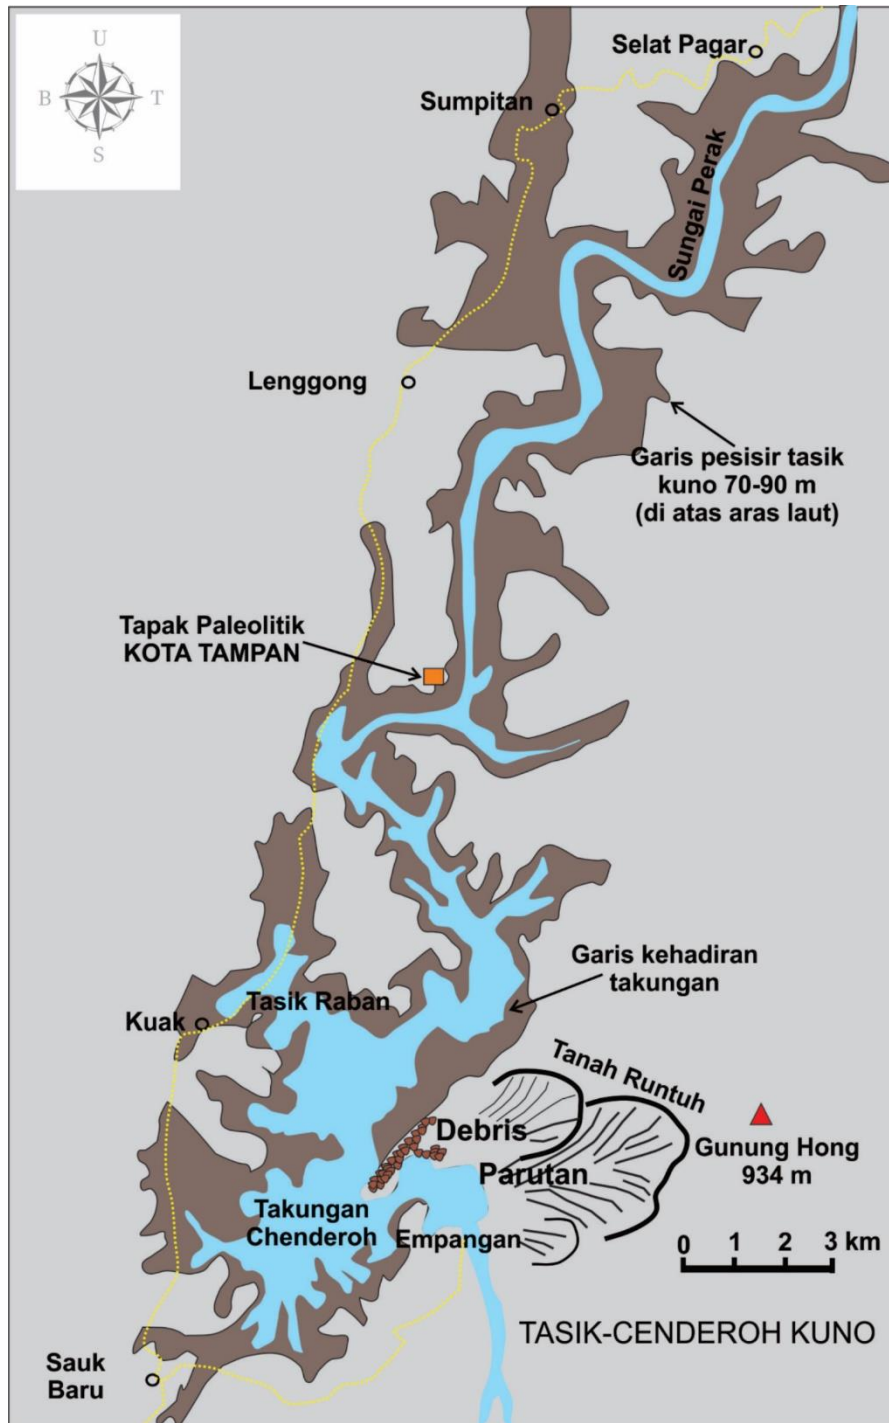 U
B T
S
Selat Pagar
Sumpitan
Sungai Perak
Lenggong
Garis pesisir tasik
kuno 70-90 m
(di atas aras laut)
Tapak Paleolitik
KOTA TAMPAN
Garis kehadiran
takungan
Tasik Raban
Kuak
Tanah Runtuh
Debris
Gunung Hong
934 m
Parutan
Takungan
Chenderoh
Empangan
0 1 2 3 km
TASIK-CENDEROH KUNO
Sauk
Baru